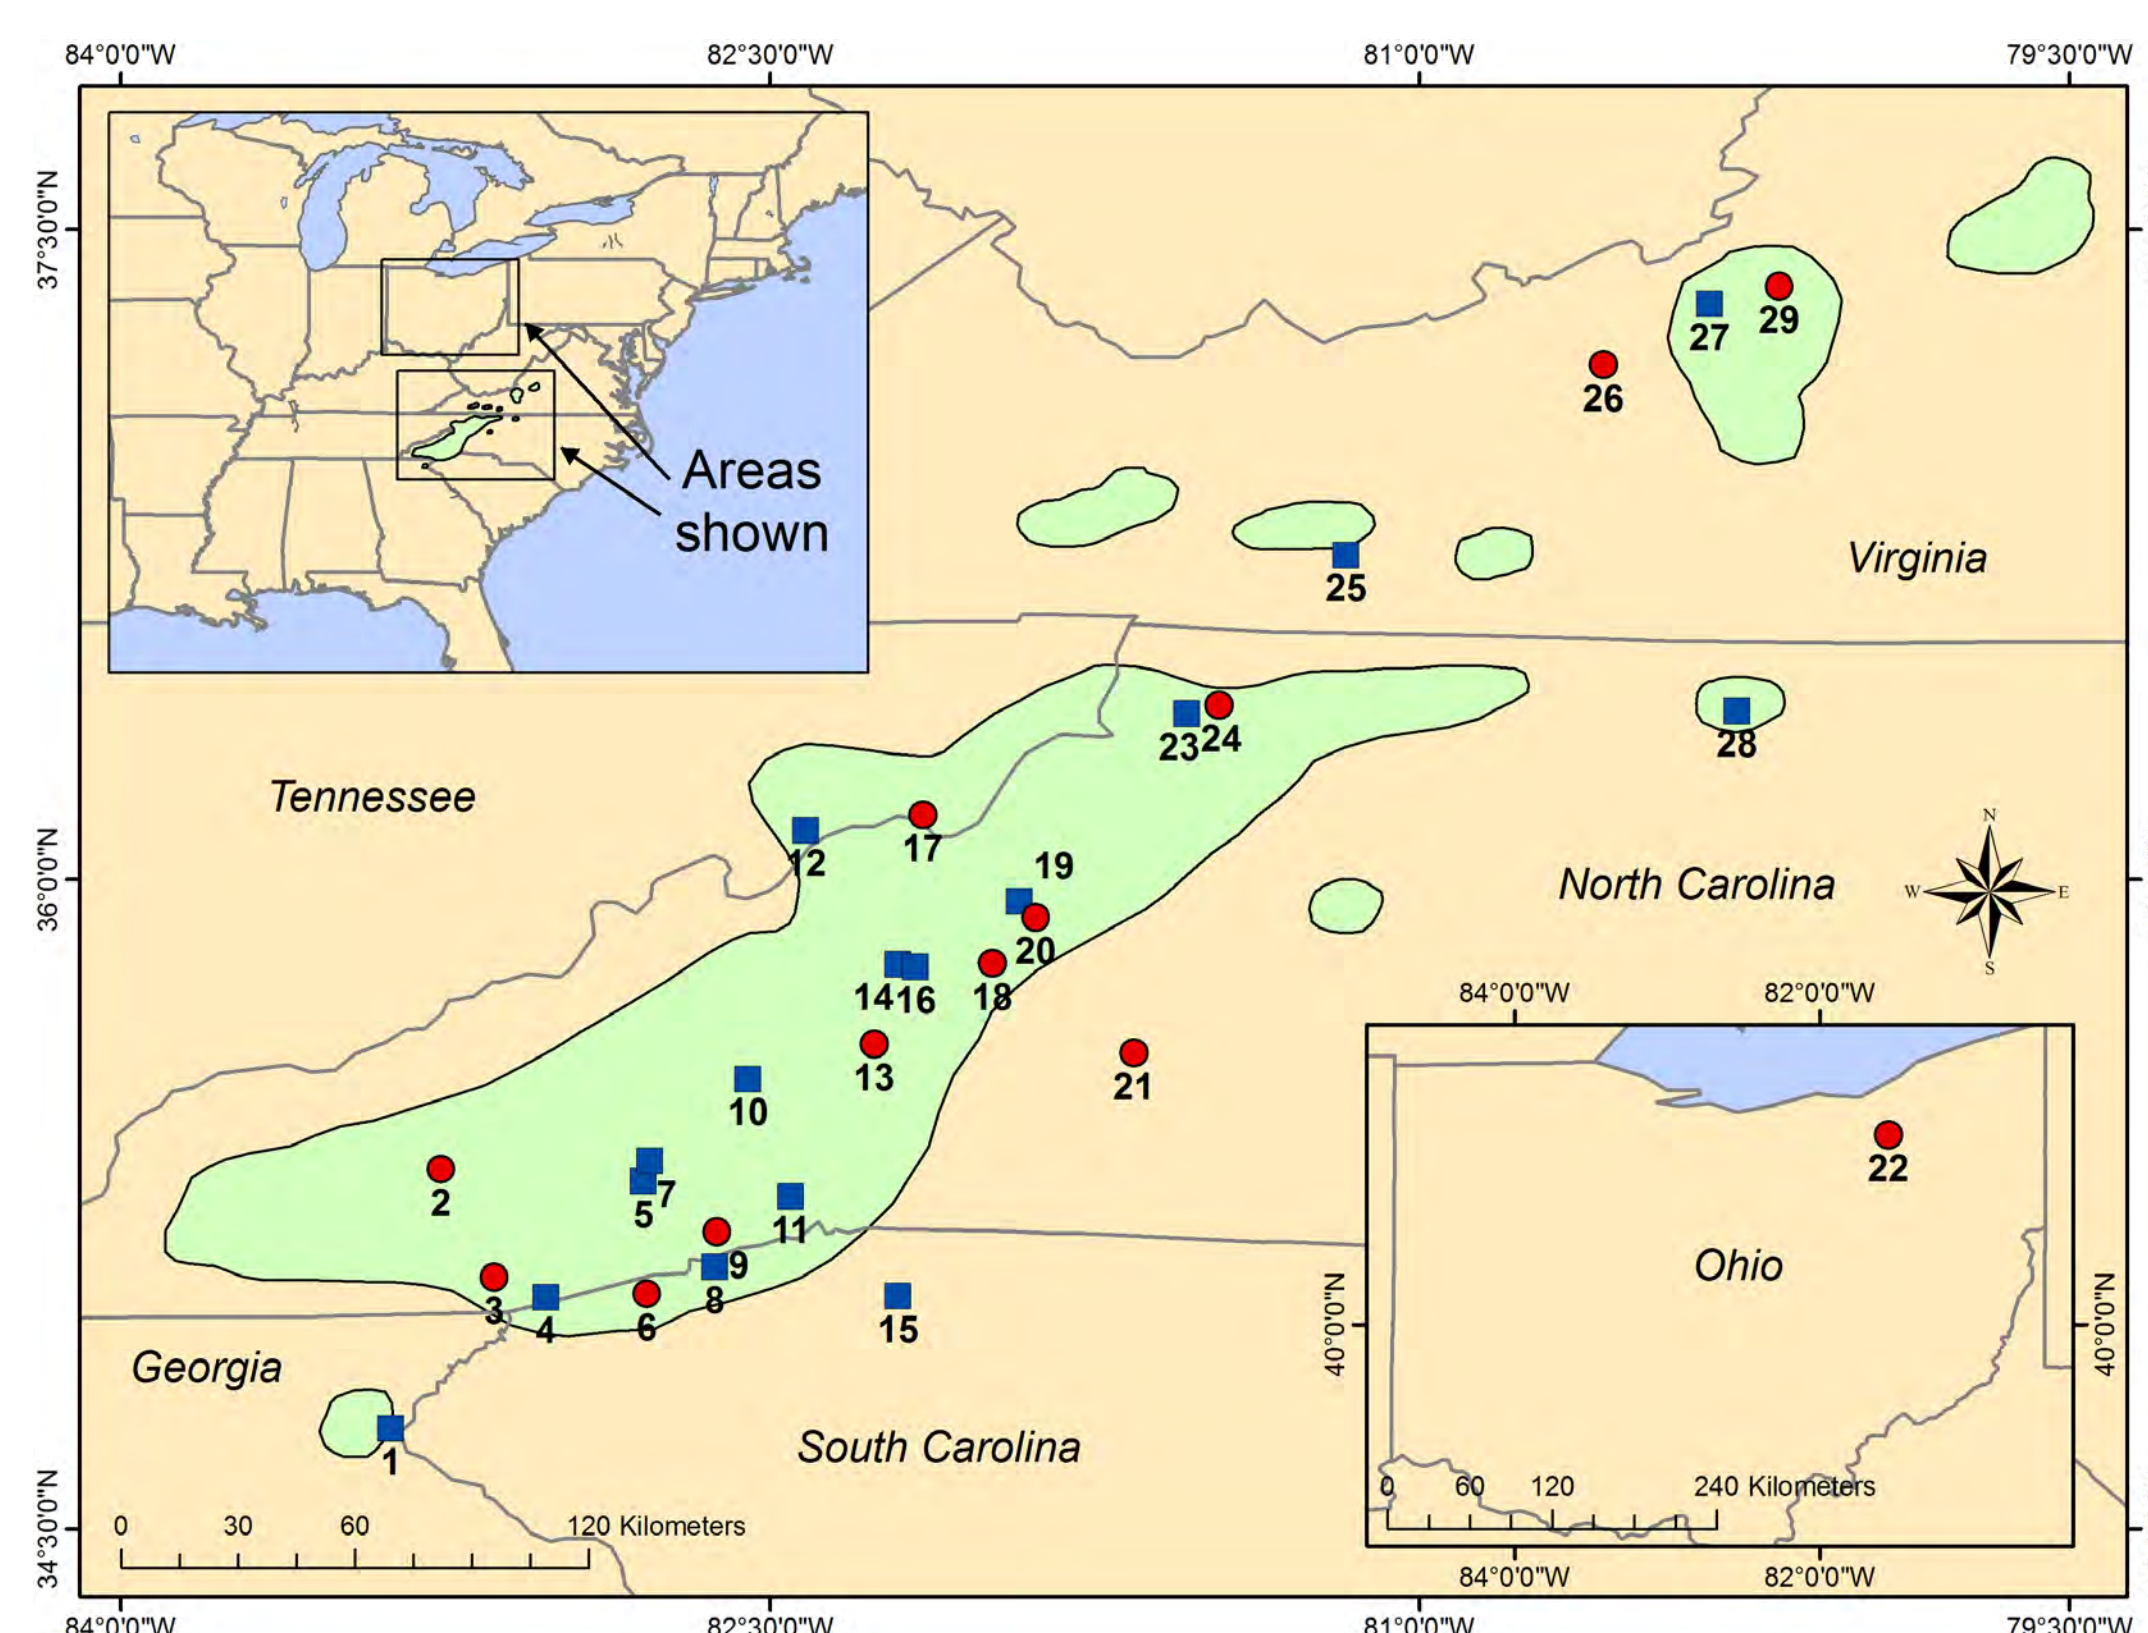 84°0'0"W 82°30'0"W 81°0'0"W 79°30'0"W
37°30'0"N
29
27
26
Areas
shown
Virginia
25
24
23
28
Tennessee
17
12
19
36°0'0"N
North Carolina
N
W E
S
20
14 16 18
84°0'0"W 82°0'0"W
13
21
10
22
2
7
5
11
9
Ohio
3
8
4 6 15
40°0'0"N 40°0'0"N
Georgia
South Carolina
1
0 60 120 240 Kilometers
34°30'0"N
0 30 60 120 Kilometers
84°0'0"W 82°0'0"W
84°0'0"W 82°30'0"W 81°0'0"W 79°30'0"W